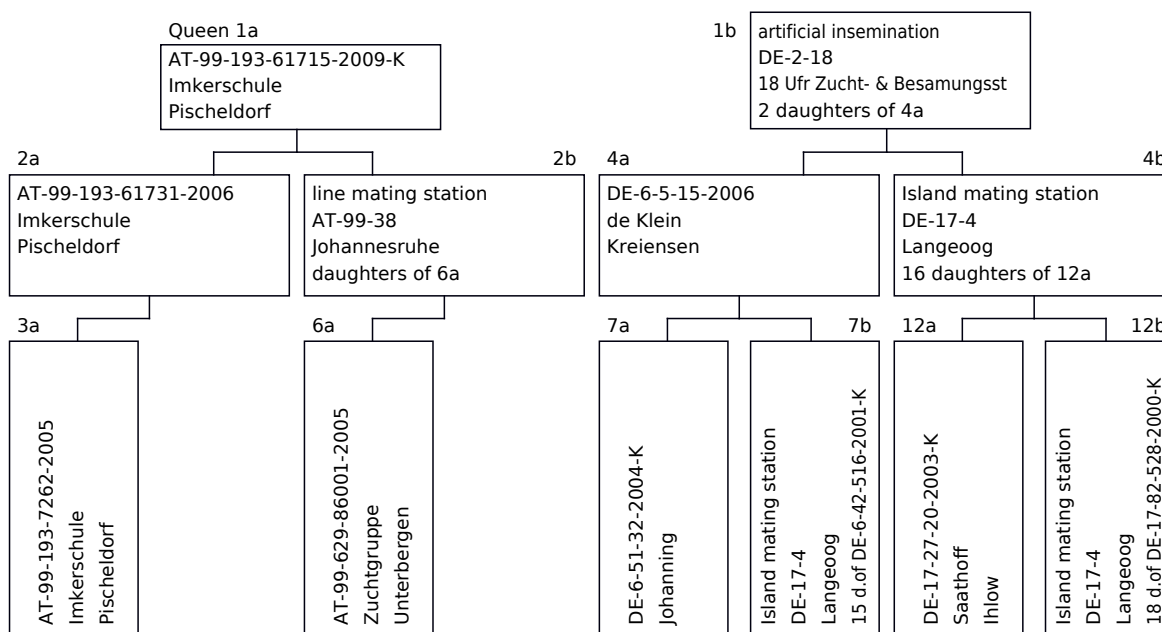 Queen 1a
AT-99-193-61715-2009-K
Imkerschule
Pischeldorf
1b
artificial insemination
DE-2-18
18 Ufr Zucht- & Besamungsst
2 daughters of 4a
2a
AT-99-193-61731-2006
Imkerschule
Pischeldorf
2b
line mating station
AT-99-38
Johannesruhe
daughters of 6a
4a
DE-6-5-15-2006
de Klein
Kreiensen
4b
Island mating station
DE-17-4
Langeoog
16 daughters of 12a
3a
AT-99-193-7262-2005
Imkerschule
Pischeldorf
6a
AT-99-629-86001-2005
Zuchtgruppe
Unterbergen
7a
DE-6-51-32-2004-K
Johanning
7b
Island mating station
DE-17-4
Langeoog
15 d.of DE-6-42-516-2001-K
12a
DE-17-27-20-2003-K
Saathoff
Ihlow
12b
Island mating station
DE-17-4
Langeoog
18 d.of DE-17-82-528-2000-K